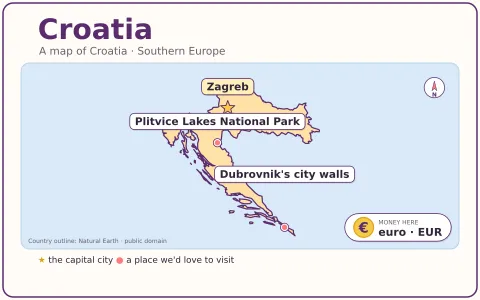 Croatia
A map of Croatia · Southern Europe
Zagreb
N
Plitvice Lakes National Park
Dubrovnik's city walls
MONEY HERE
€ euro · EUR
Country outline: Natural Earth · public domain
★ the capital city ● a place we'd love to visit